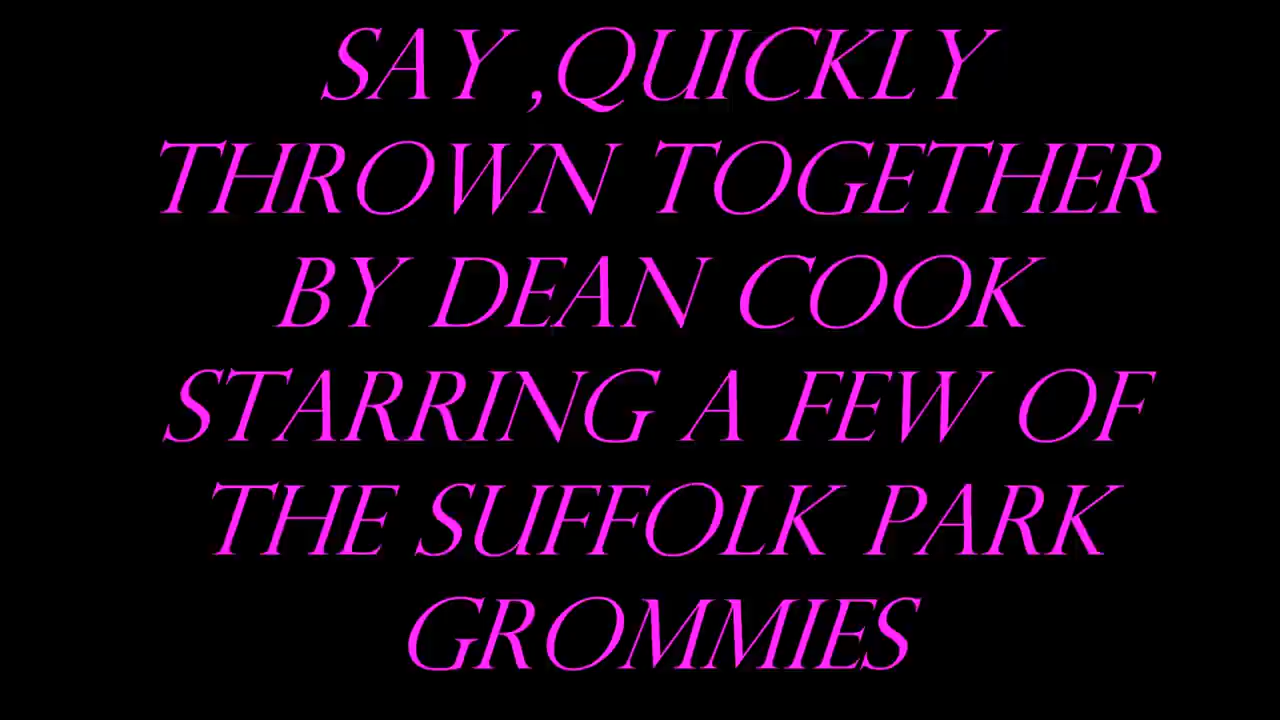 SAY ,QUICKLY
THROWN TOGETHER
BY DEAN COOK
STARRING A FEW OF
THE SUFFOLK PARK
GROMMIES